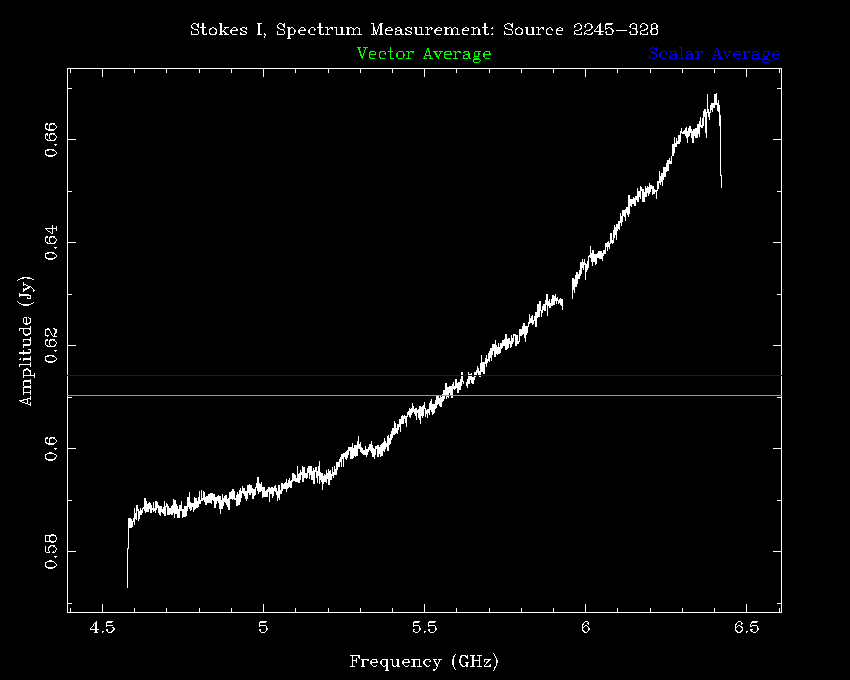 Stokes I, Spectrum Measurement: Source 2245−328
Vector Average Scalar Average
0.66
0.64
0.62
0.6
0.58
Amplitude (Jy)
4.5 5 5.5 6 6.5
Frequency (GHz)